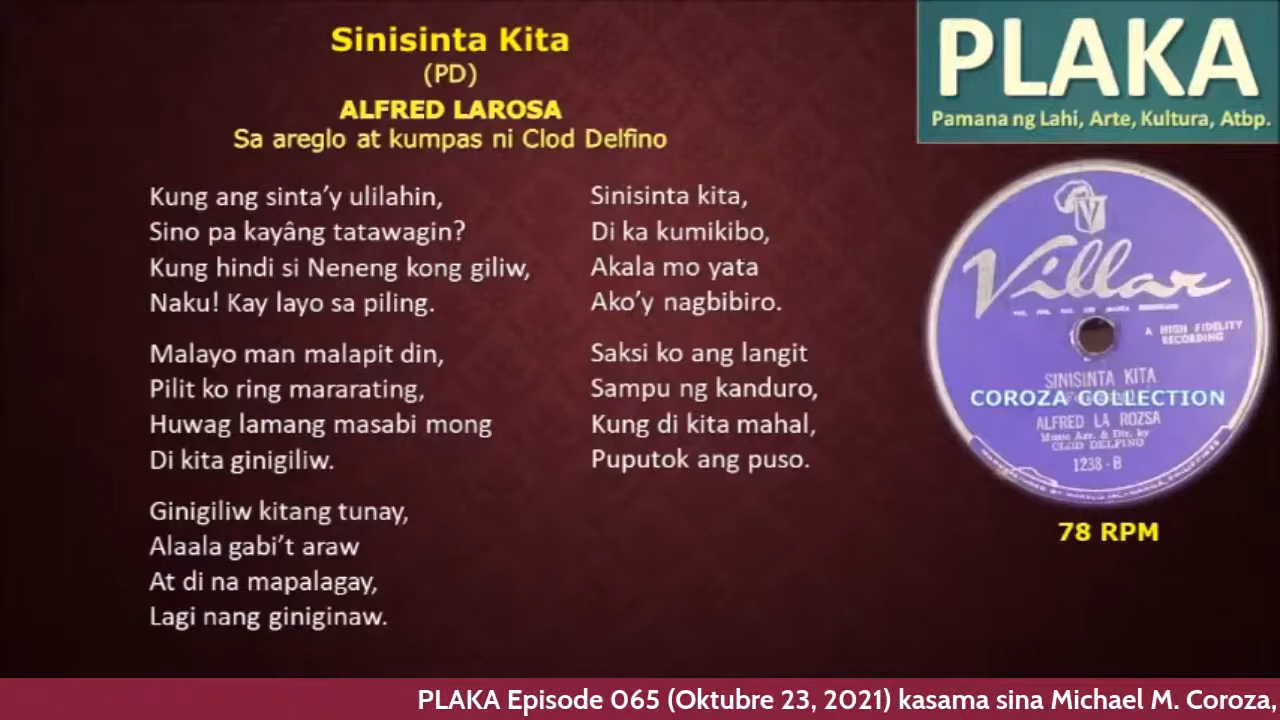 Sinisinta Kita
(PD)
ALFRED LAROSA
Sa areglo at kumpas ni Clod Delfino
Kung ang sinta’y ulilahin,
Sino pa kayâng tatawagin?
Kung hindi si Neneng kong giliw,
Naku! Kay layo sa piling.
Malayo man malapit din,
Pilit ko ring mararating,
Huwag lamang masabi mong
Di kita ginigiliw.
Ginigiliw kitang tunay,
Alaala gabi’t araw
At di na mapalagay,
Lagi nang giniginaw.
Sinisinta kita,
Di ka kumikibo,
Akala mo yata
Ako’y nagbibiro.
Saksi ko ang langit
Sampu ng kanduro,
Kung di kita mahal,
Puputok ang puso.
PLAKA
Pamana ng Lahi, Arte, Kultura, Atbp.
V
Villar
A HIGH FIDELITY
RECORDING
SINISINTA KITA
COROZA COLLECTION
ALFRED LA ROZSA
Music Arr. & Dir. by
CLOD DELFINO
1238 - B
78 RPM
PLAKA Episode 065 (Oktubre 23, 2021) kasama sina Michael M. Coroza,